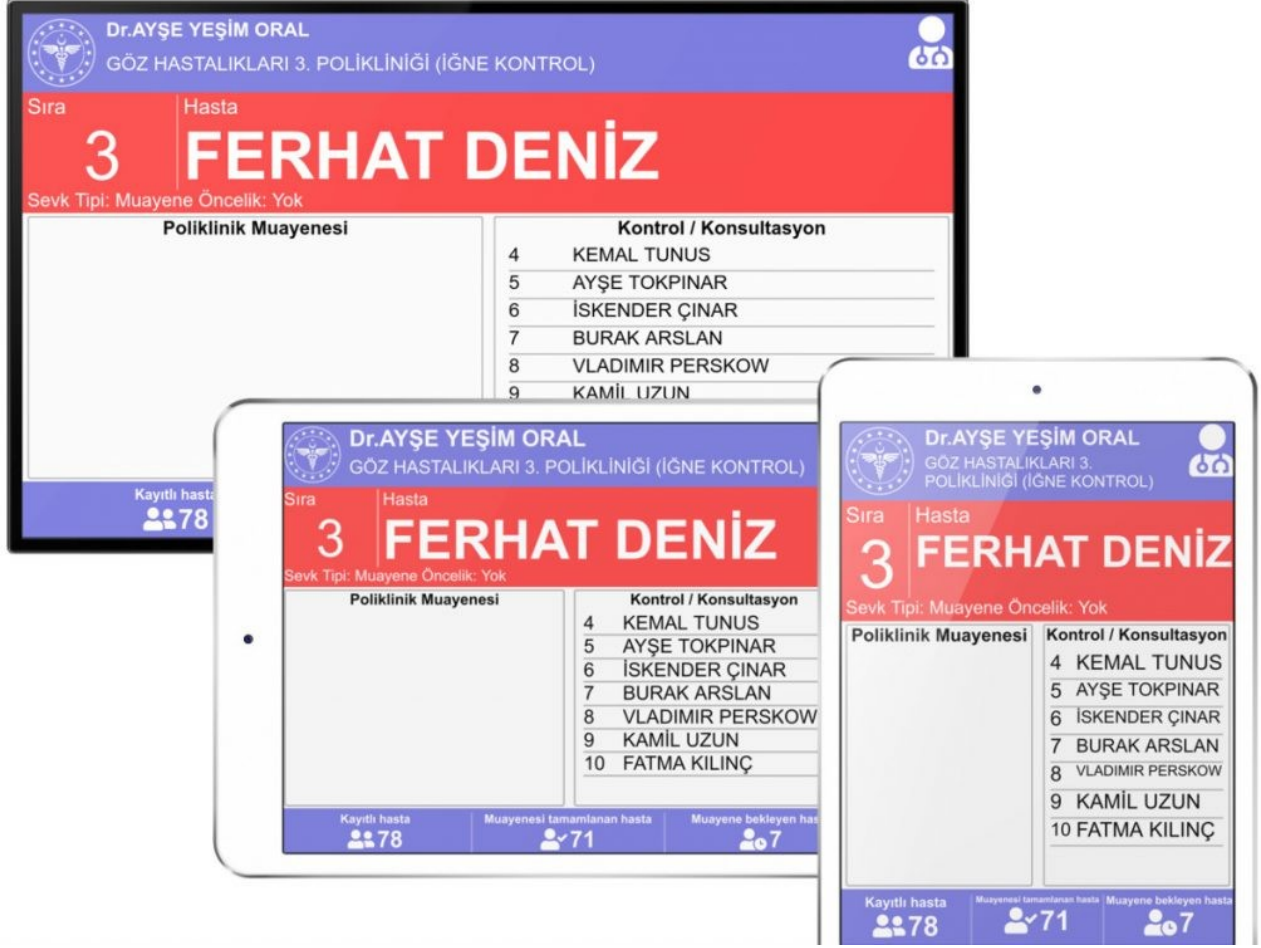 Dr.AYŞE YEŞİM ORAL
GÖZ HASTALIKLARI 3. POLİKLİNİĞİ (İĞNE KONTROL)
Sıra
Hasta
3
FERHAT DENİZ
Sevk Tipi: Muayene Öncelik: Yok
Poliklinik Muayenesi
Kontrol / Konsultasyon
4 KEMAL TUNUS
5 AYŞE TOKPINAR
6 İSKENDER ÇINAR
7 BURAK ARSLAN
8 VLADIMIR PERSKOW
9 KAMİL UZUN
Kayıtlı hasta
78
Dr.AYŞE YEŞİM ORAL
GÖZ HASTALIKLARI 3. POLİKLİNİĞİ (İĞNE KONTROL)
Sıra
Hasta
3
FERHAT DENİZ
Sevk Tipi: Muayene Öncelik: Yok
Poliklinik Muayenesi
Kontrol / Konsultasyon
4 KEMAL TUNUS
5 AYŞE TOKPINAR
6 İSKENDER ÇINAR
7 BURAK ARSLAN
8 VLADIMIR PERSKOW
9 KAMİL UZUN
10 FATMA KILINÇ
Kayıtlı hasta
78
Muayenesi tamamlanan hasta
71
Muayene bekleyen has
7
Dr.AYŞE YEŞİM ORAL
GÖZ HASTALIKLARI 3.
POLİKLİNİĞİ (İĞNE KONTROL)
Sıra
Hasta
3
FERHAT DENİZ
Sevk Tipi: Muayene Öncelik: Yok
Poliklinik Muayenesi
Kontrol / Konsultasyon
4 KEMAL TUNUS
5 AYŞE TOKPINAR
6 İSKENDER ÇINAR
7 BURAK ARSLAN
8 VLADIMIR PERSKOW
9 KAMİL UZUN
10 FATMA KILINÇ
Kayıtlı hasta
78
Muayenesi tamamlanan hasta
71
Muayene bekleyen hasta
7